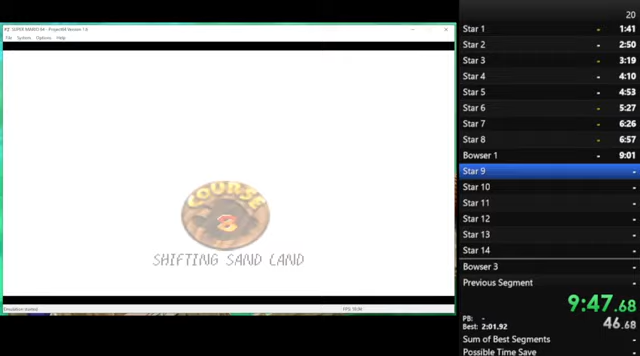 SUPER MARIO 64 - Project64 Version 1.6
File System Options Help
COURSE
8
SHIFTING SAND LAND
Emulation started
20
Star 1 - 1:41
Star 2 - 2:50
Star 3 - 3:19
Star 4 - 4:10
Star 5 - 4:53
Star 6 - 5:27
Star 7 - 6:26
Star 8 - 6:57
Bowser 1 - 9:01
Star 9 -
Star 10 -
Star 11 -
Star 12 -
Star 13 -
Star 14 -
Bowser 3 -
Previous Segment -
9:47.68
PB: -
Best: 2:01.92
46.68
Sum of Best Segments -
Possible Time Save -